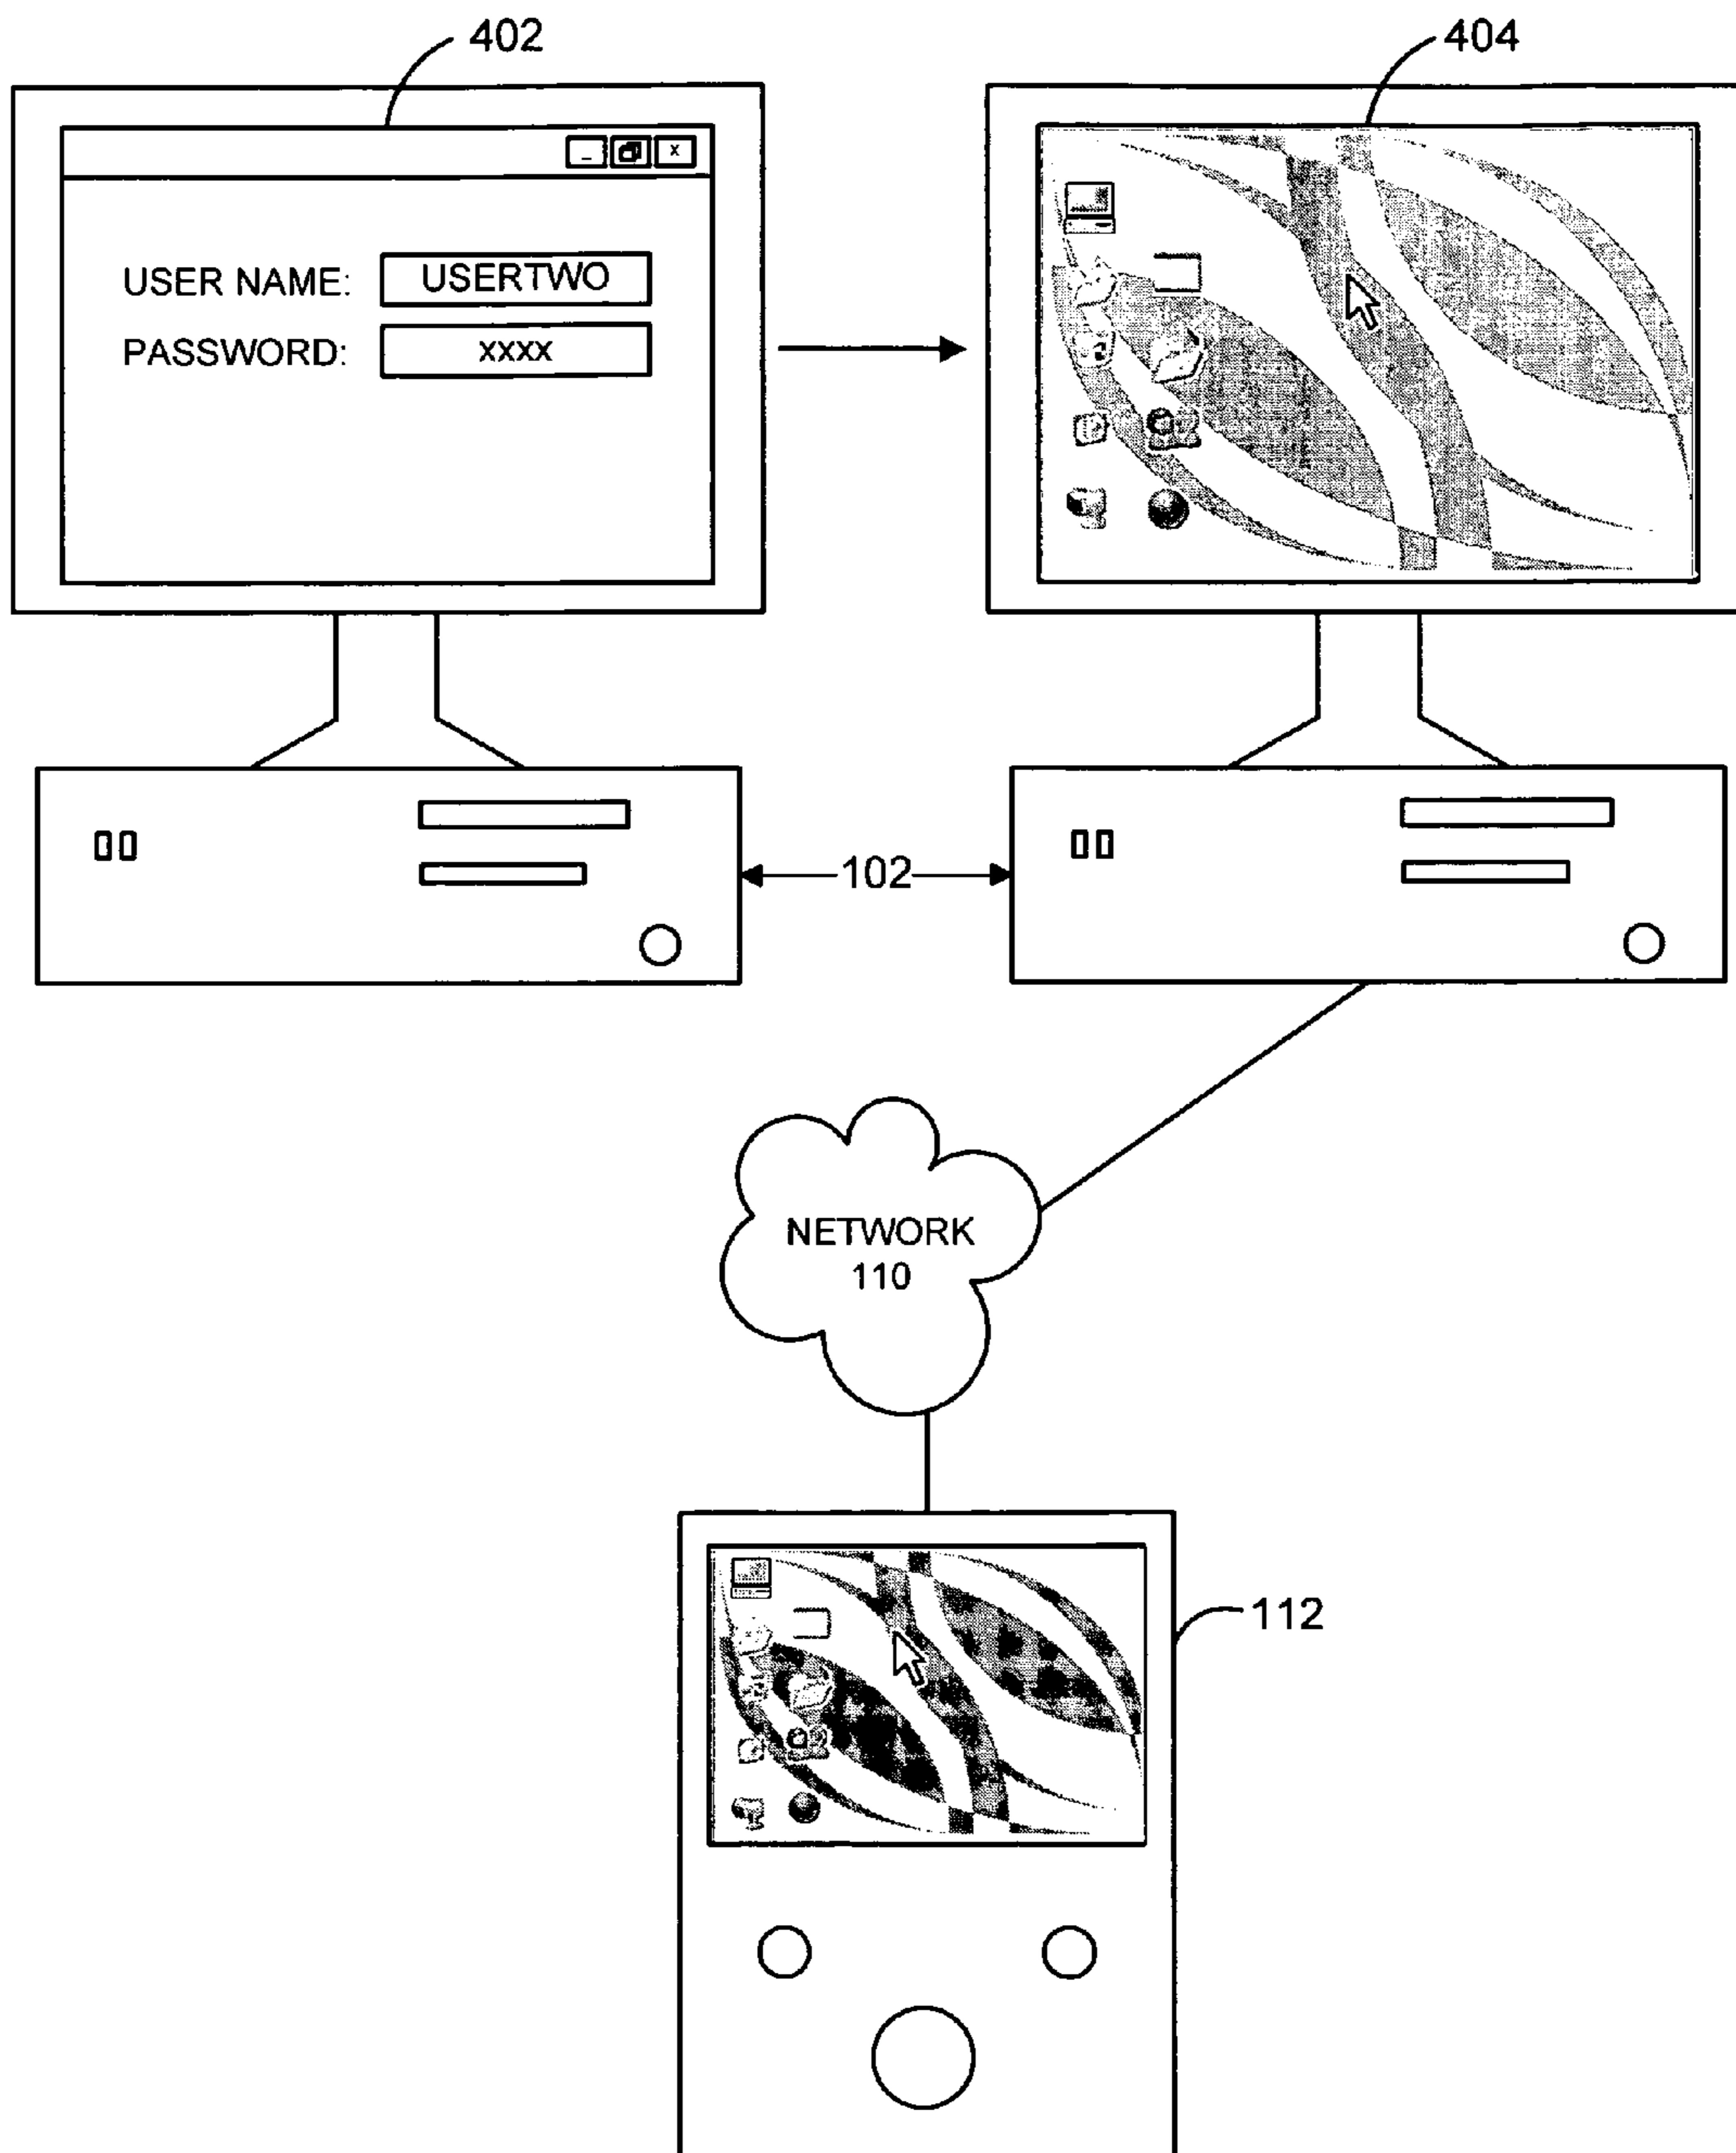 402
404
_ x
USER NAME: USERTWO
PASSWORD: xxxx
102
NETWORK
110
112